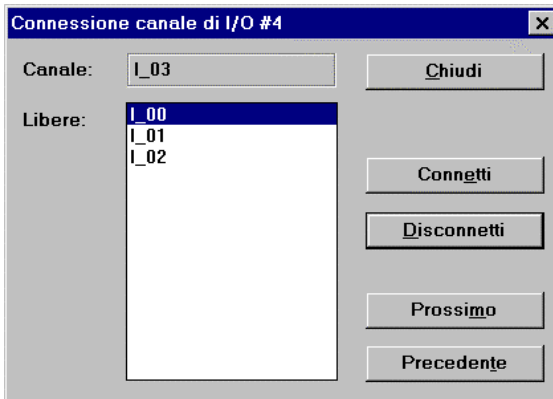 Connessione canale di I/O #4
Canale:
I_03
Chiudi
Libere:
I_00
I_01
I_02
Connetti
Disconnetti
Prossimo
Precedente